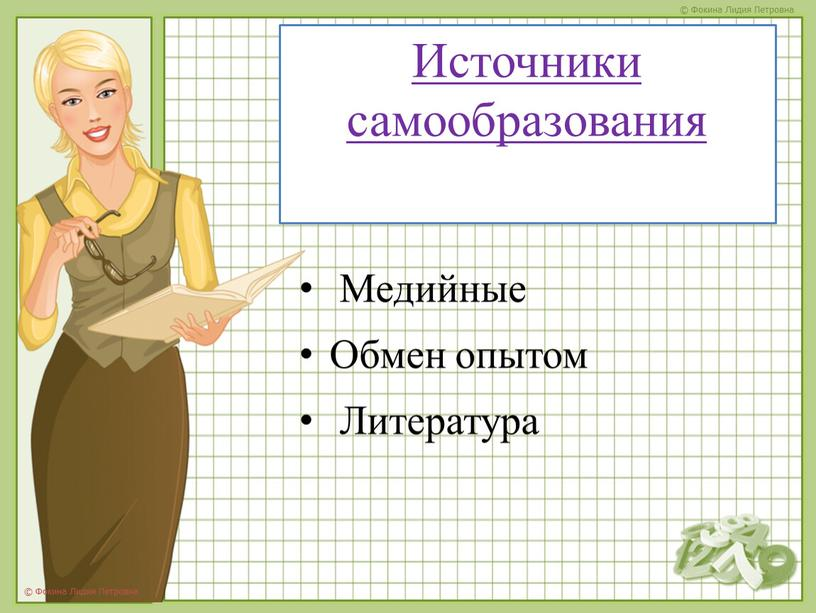 © Фокина Лидия Петровна
Источники
самообразования
• Медийные
• Обмен опытом
• Литература
© Фокина Лидия Петровна